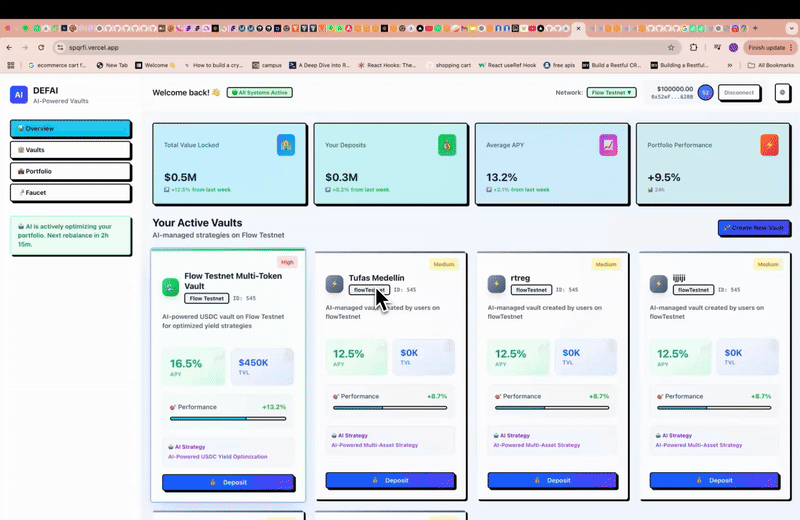 spqrfi.vercel.app
Finish update
ecommerce cart f...
New Tab
Welcome
How to build a cry...
campus
A Deep Dive Into R...
React Hooks: The...
shopping cart
React useRef Hook
free apis
Build a Restful CR...
Building a Restful...
All Bookmarks
AI
DEFAI
AI-Powered Vaults
Welcome back!
All Systems Active
Network:
Flow Testnet ▼
$100000.00
52
Disconnect
Overview
Vaults
Portfolio
Faucet
AI is actively optimizing your
portfolio. Next rebalance in 2h
15m.
Total Value Locked
$0.5M
+12.5% from last week
Your Deposits
$0.3M
+8.2% from last week
Average APY
13.2%
+2.1% from last week
Portfolio Performance
+9.5%
24h
Your Active Vaults
AI-managed strategies on Flow Testnet
Create New Vault
High
Flow Testnet Multi-Token
Vault
Flow Testnet
ID: 545
AI-powered USDC vault on Flow Testnet
for optimized yield strategies
16.5%
APY
$450K
TVL
Performance
+13.2%
AI Strategy
AI-Powered USDC Yield Optimization
Deposit
Medium
Tufas Medellín
ID: 545
AI-managed vault created by users on
flowTestnet
12.5%
APY
$0K
TVL
Performance
+8.7%
AI Strategy
AI-Powered Multi-Asset Strategy
Deposit
Medium
rtreg
flowTestnet
ID: 545
AI-managed vault created by users on
flowTestnet
12.5%
APY
$0K
TVL
Performance
+8.7%
AI Strategy
AI-Powered Multi-Asset Strategy
Deposit
Medium
flowTestnet
ID: 545
AI-managed vault created by users on
flowTestnet
12.5%
APY
$0K
TVL
Performance
+8.7%
AI Strategy
AI-Powered Multi-Asset Strategy
Deposit